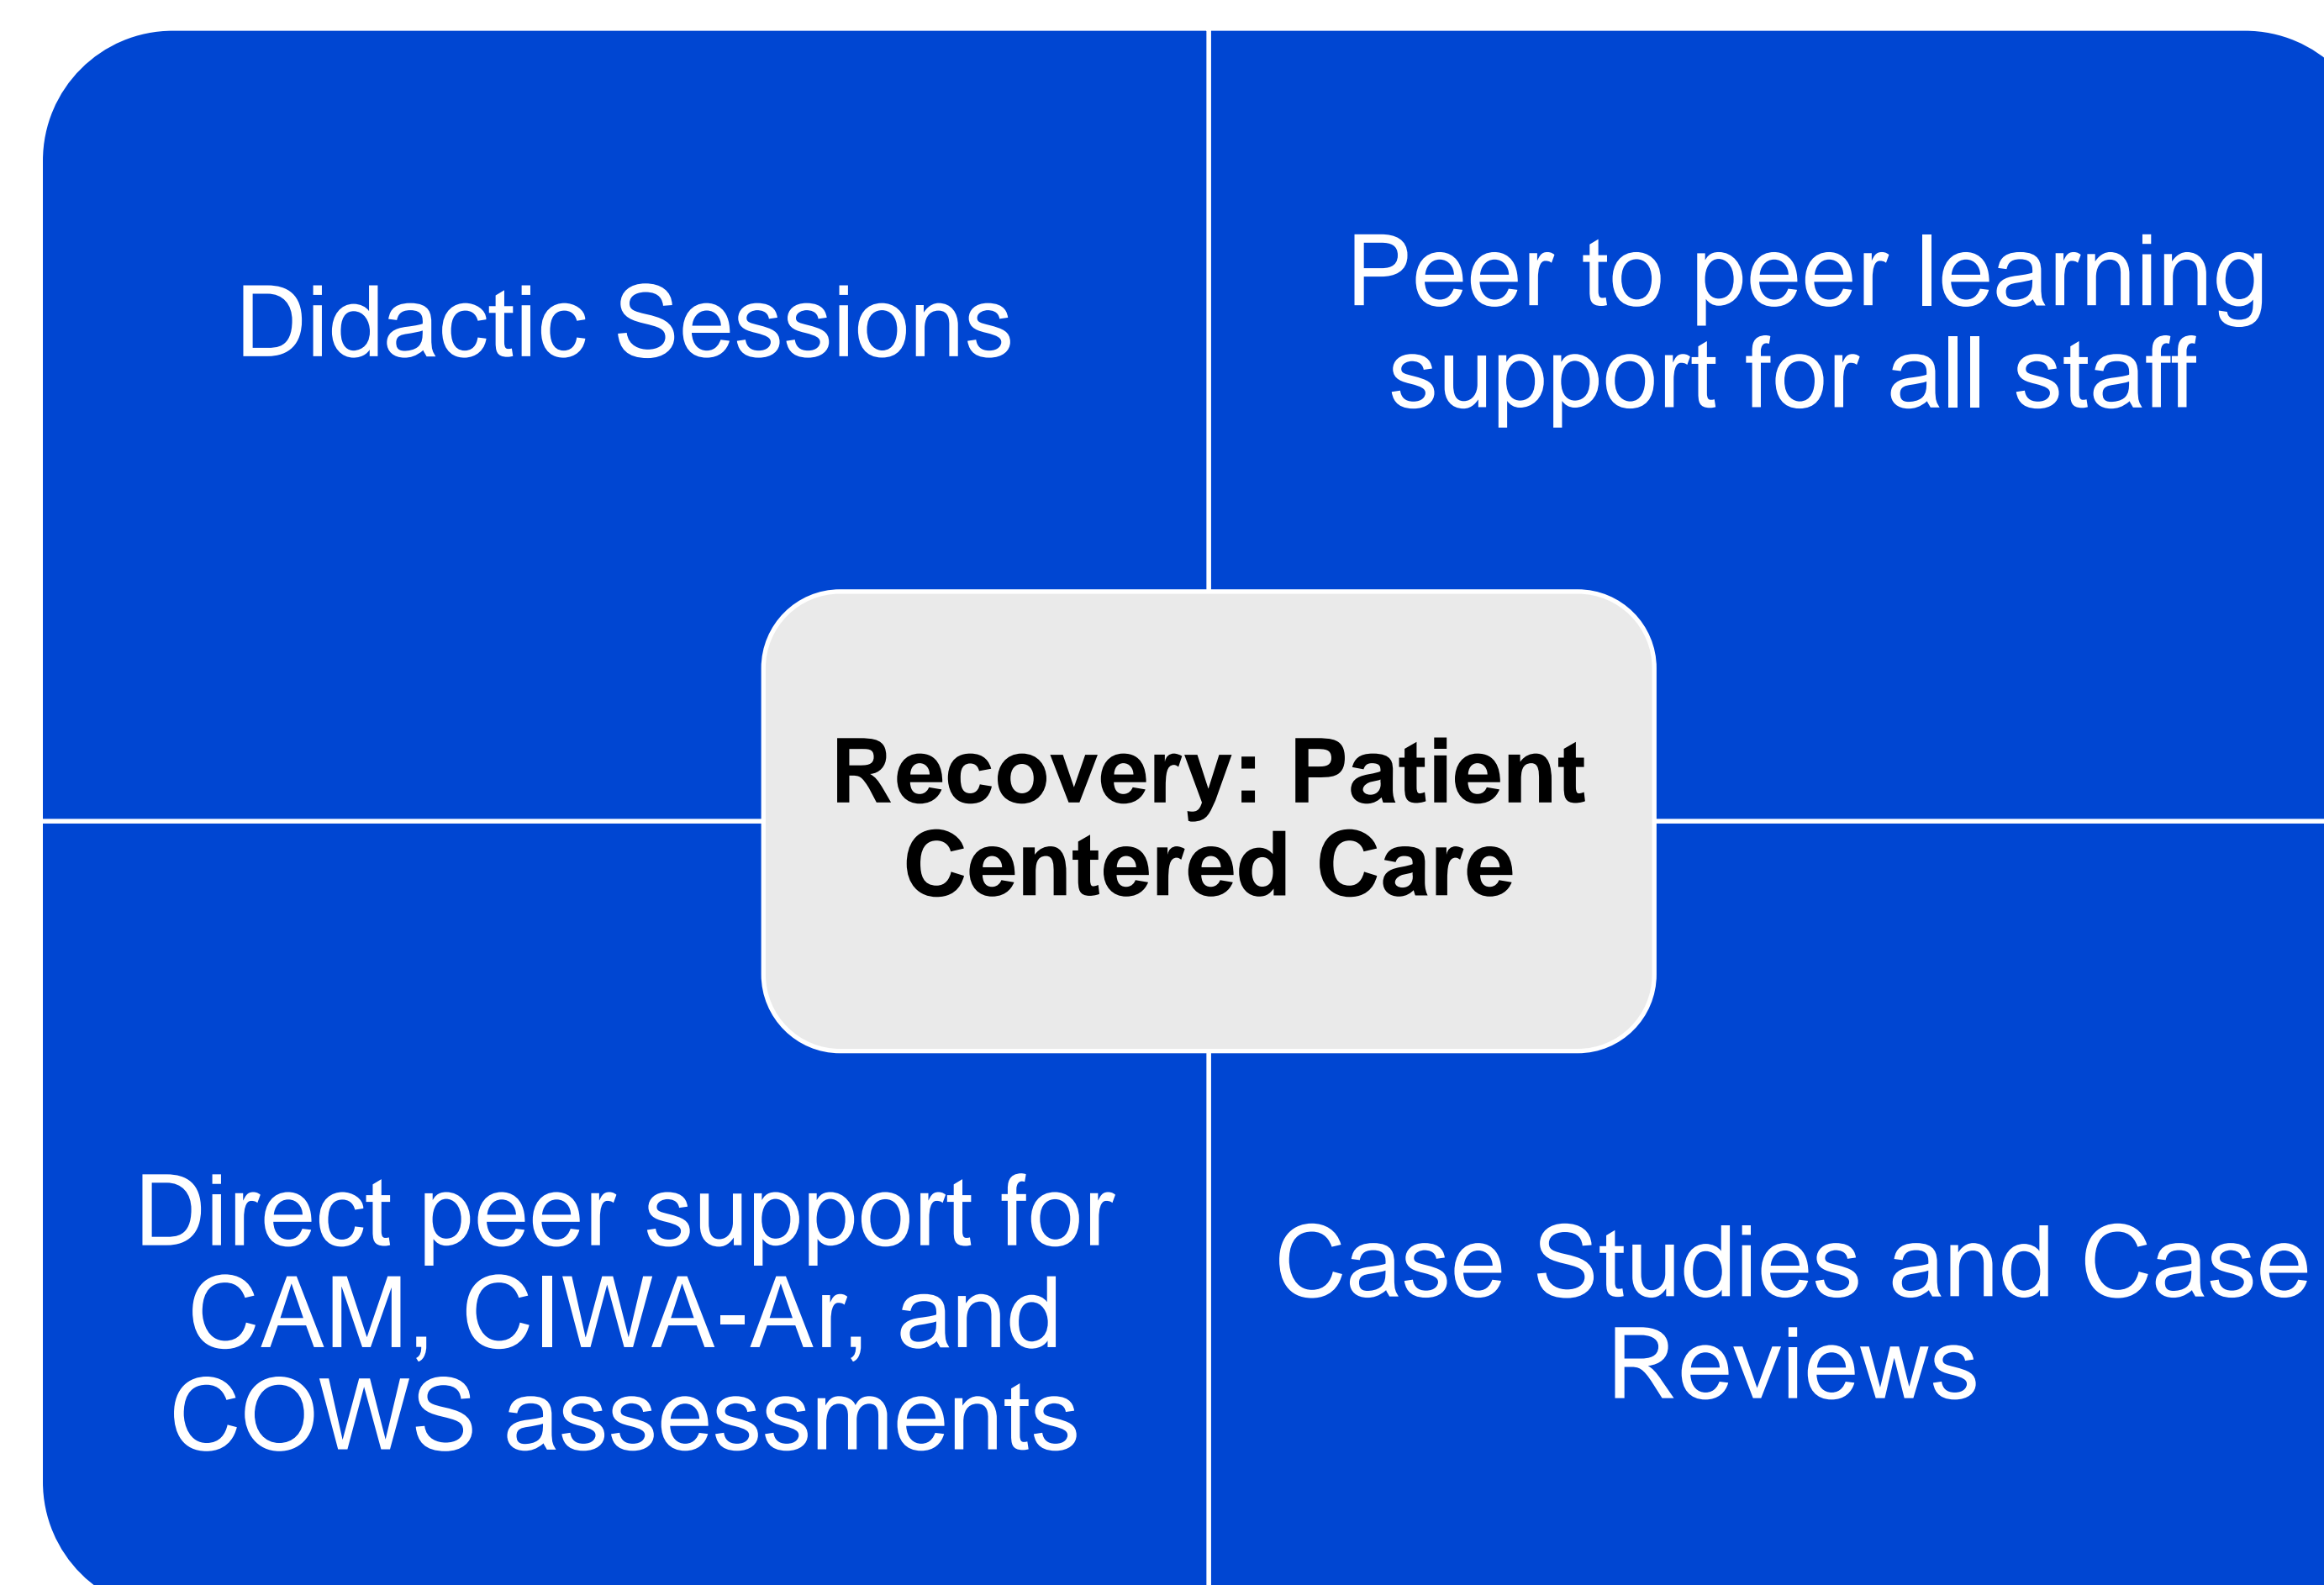 Didactic Sessions
Peer to peer learning
support for all staff
Recovery: Patient
Centered Care
Direct peer support for
CAM, CIWA-Ar, and
COWS assessments
Case Studies and Case
Reviews